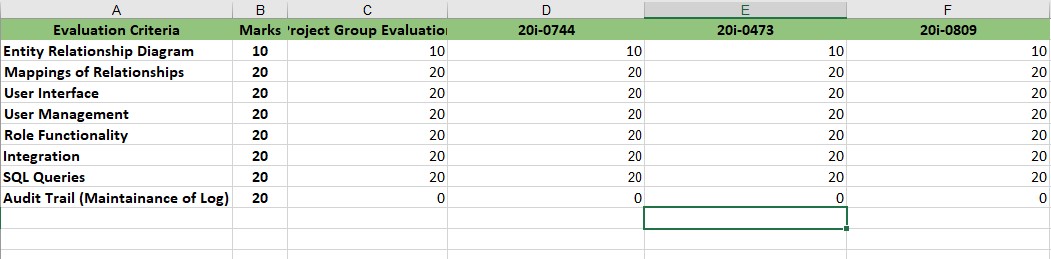 A B C D E F
Evaluation Criteria Marks 'roject Group Evaluatio 20i-0744 20i-0473 20i-0809
Entity Relationship Diagram 10 10 10 10 10
Mappings of Relationships 20 20 20 20 20
User Interface 20 20 20 20 20
User Management 20 20 20 20 20
Role Functionality 20 20 20 20 20
Integration 20 20 20 20 20
SQL Queries 20 20 20 20 20
Audit Trail (Maintainance of Log) 20 0 0 0 0